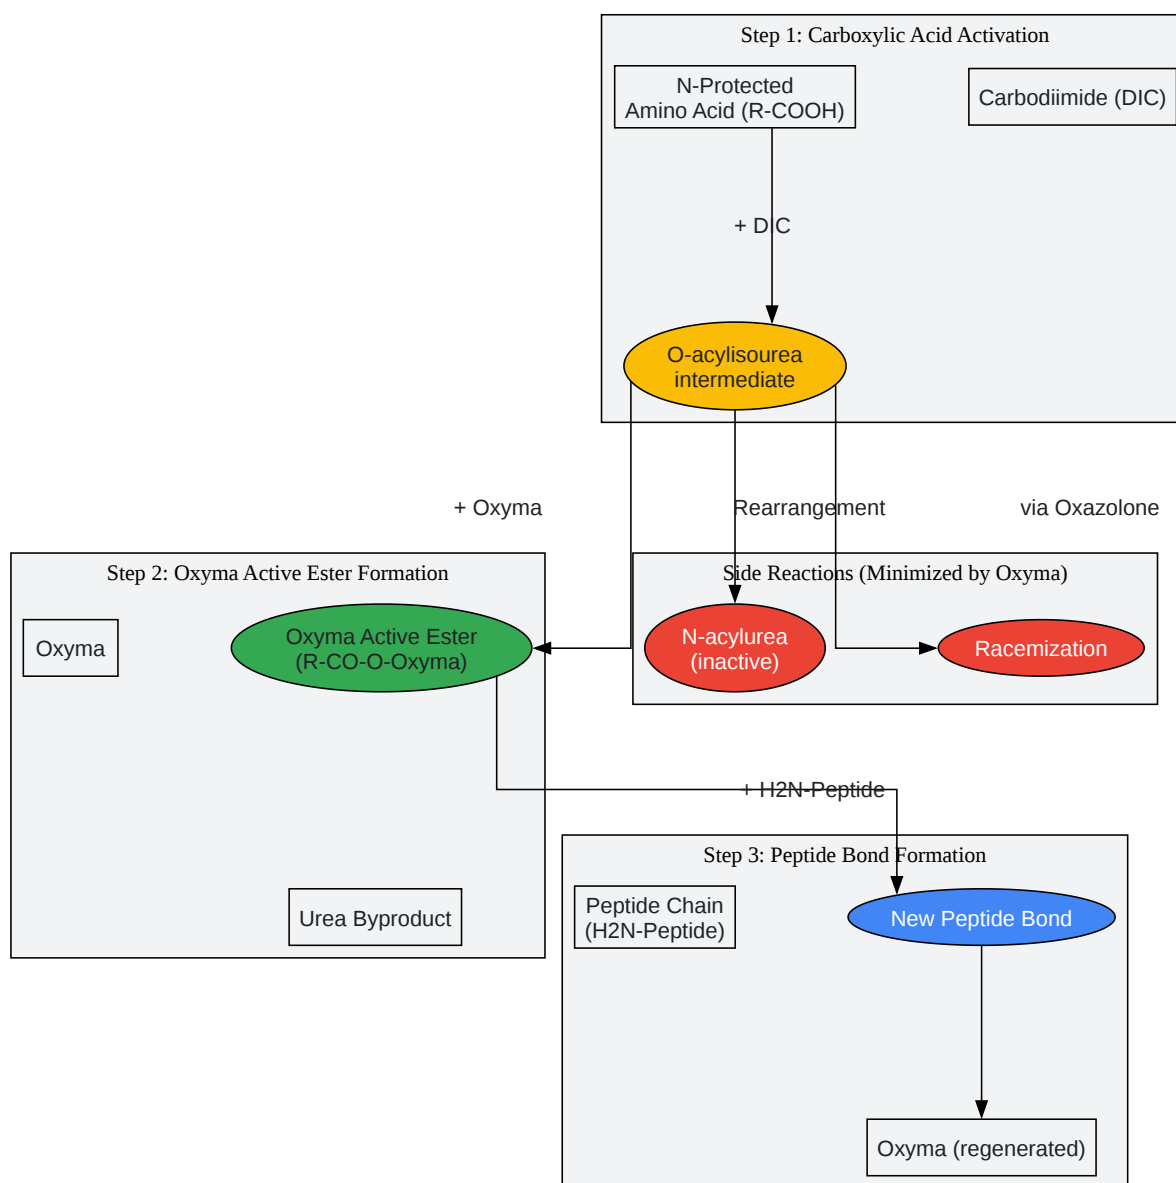 Step 1: Carboxylic Acid Activation
N-Protected
Amino Acid (R-COOH)
Carbodiimide (DIC)
+ DIC
O-acylisourea
intermediate
+ Oxyma
Rearrangement
via Oxazolone
Step 2: Oxyma Active Ester Formation
Oxyma
Oxyma Active Ester
(R-CO-O-Oxyma)
Urea Byproduct
Side Reactions (Minimized by Oxyma)
N-acylurea
(inactive)
Racemization
+ H2N-Peptide
Step 3: Peptide Bond Formation
Peptide Chain
(H2N-Peptide)
New Peptide Bond
Oxyma (regenerated)